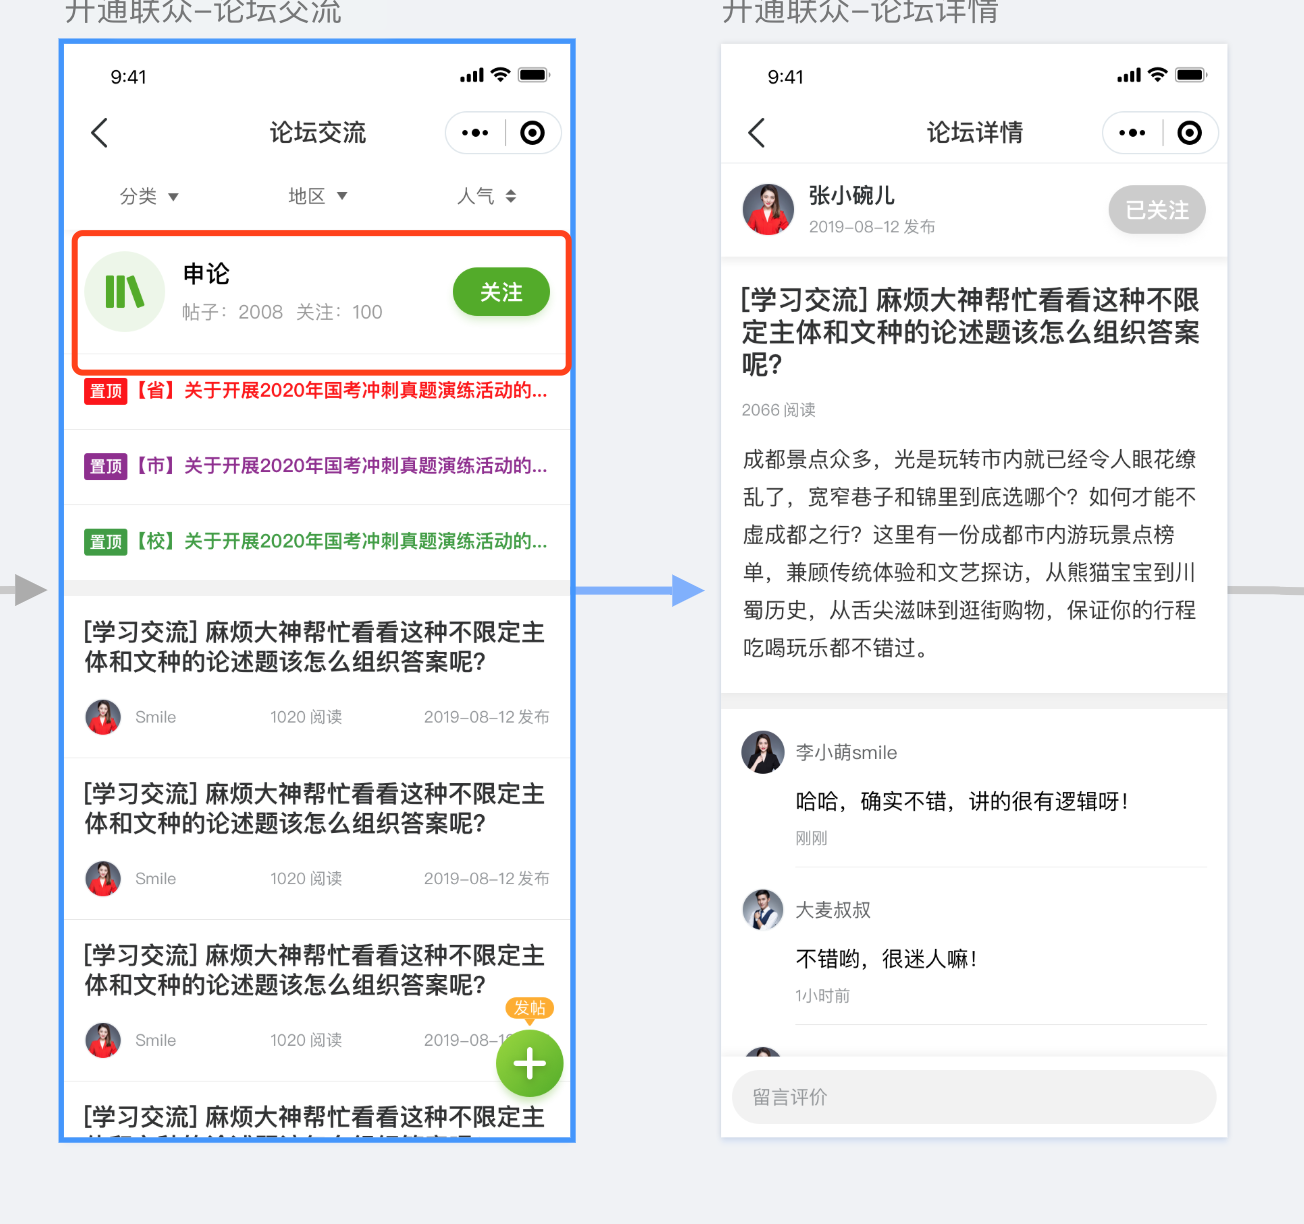 开通联众-论坛交流
9:41
论坛交流
分类
地区
人气
申论
帖子：2008 关注：100
关注
置顶【省】关于开展2020年国考冲刺真题演练活动的...
置顶【市】关于开展2020年国考冲刺真题演练活动的...
置顶【校】关于开展2020年国考冲刺真题演练活动的...
[学习交流] 麻烦大神帮忙看看这种不限定主
体和文种的论述题该怎么组织答案呢？
Smile 1020 阅读 2019-08-12 发布
[学习交流] 麻烦大神帮忙看看这种不限定主
体和文种的论述题该怎么组织答案呢？
Smile 1020 阅读 2019-08-12 发布
[学习交流] 麻烦大神帮忙看看这种不限定主
体和文种的论述题该怎么组织答案呢？
发帖
Smile 1020 阅读 2019-08-1
[学习交流] 麻烦大神帮忙看看这种不限定主
开通联众-论坛详情
9:41
论坛详情
张小碗儿
2019-08-12 发布
已关注
[学习交流] 麻烦大神帮忙看看这种不限
定主体和文种的论述题该怎么组织答案
呢？
2066 阅读
成都景点众多，光是玩转市内就已经令人眼花缭
乱了，宽窄巷子和锦里到底选哪个？如何才能不
虚成都之行？这里有一份成都市内游玩景点榜
单，兼顾传统体验和文艺探访，从熊猫宝宝到川
蜀历史，从舌尖滋味到逛街购物，保证你的行程
吃喝玩乐都不错过。
李小萌smile
哈哈，确实不错，讲的很有逻辑呀！
刚刚
大麦叔叔
不错哟，很迷人嘛！
1小时前
留言评价